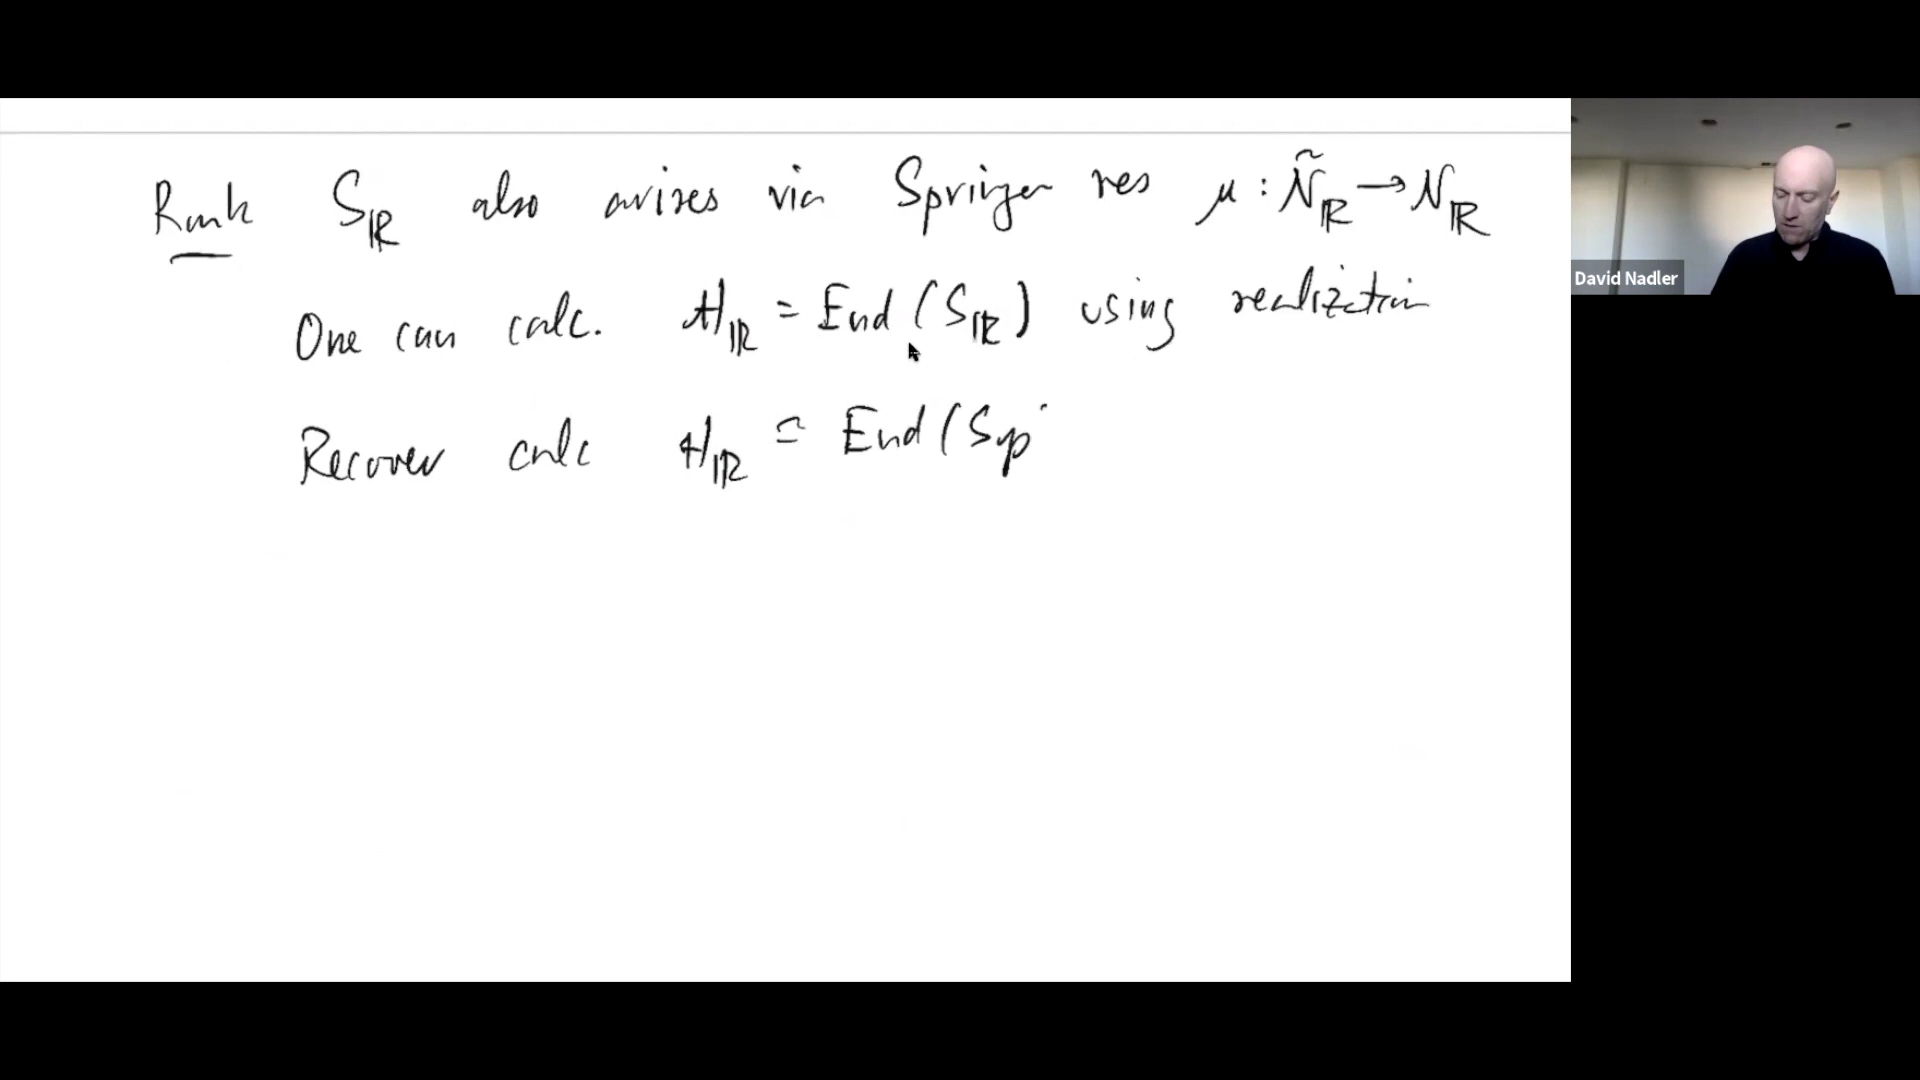 Rmk S_ℝ also arises via Springer res μ : Ñ_ℝ → N_ℝ
One can calc. H_ℝ = End (S_ℝ) using realization
Recover calc H_ℝ = End (Sp
David Nadler